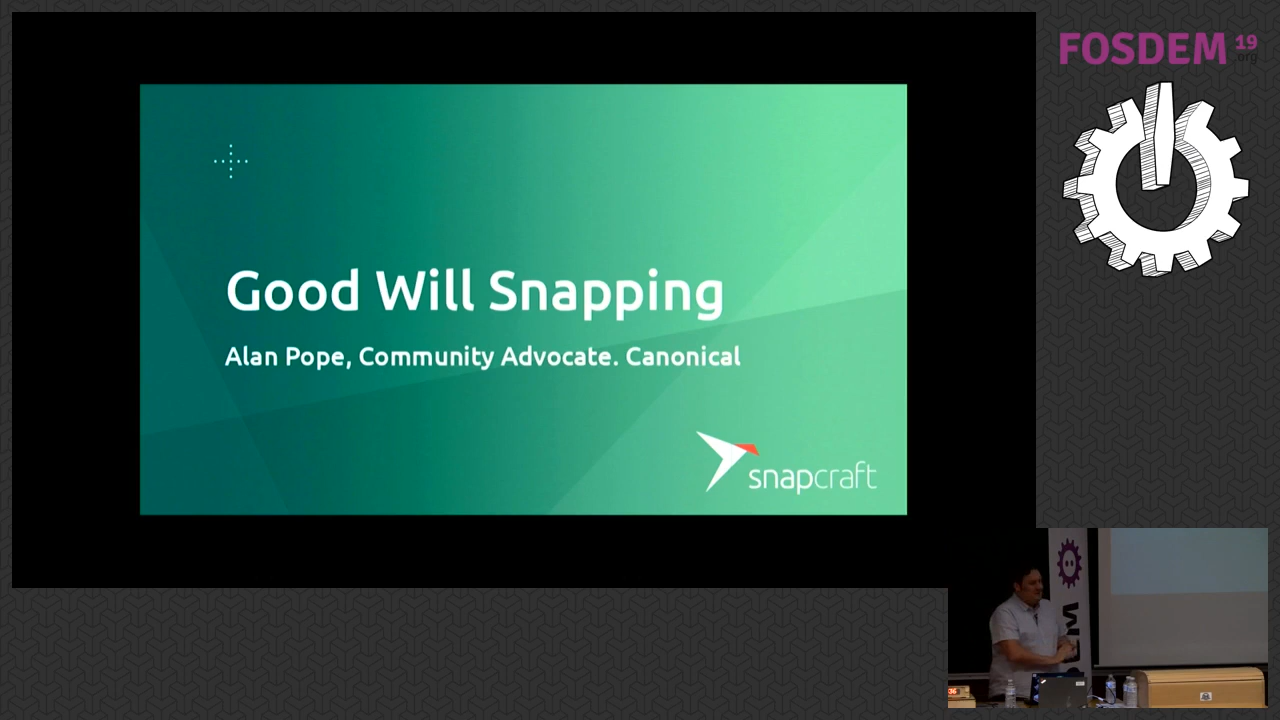 FOSDEM 19
.org
Good Will Snapping
Alan Pope, Community Advocate. Canonical
snapcraft